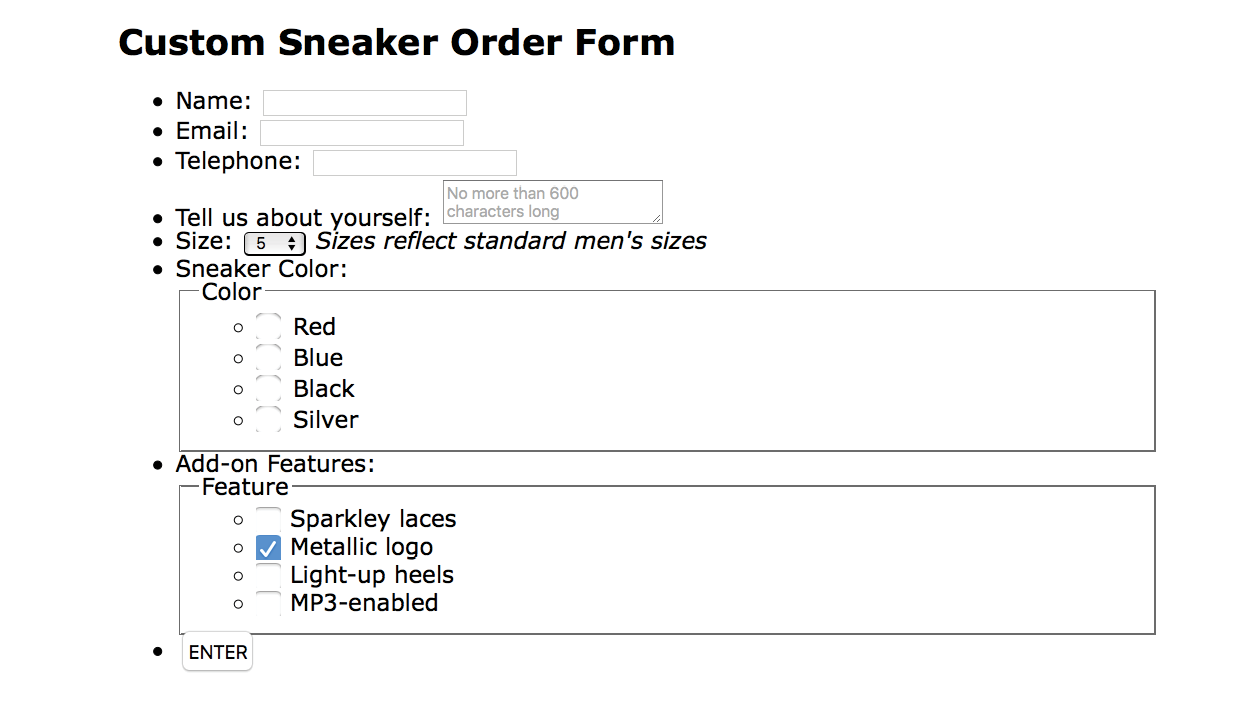 Custom Sneaker Order Form
Name:
Email:
Telephone:
Tell us about yourself: No more than 600
characters long
Size: 5 Sizes reflect standard men's sizes
Sneaker Color:
Color
Red
Blue
Black
Silver
Add-on Features:
Feature
Sparkley laces
Metallic logo
Light-up heels
MP3-enabled
ENTER